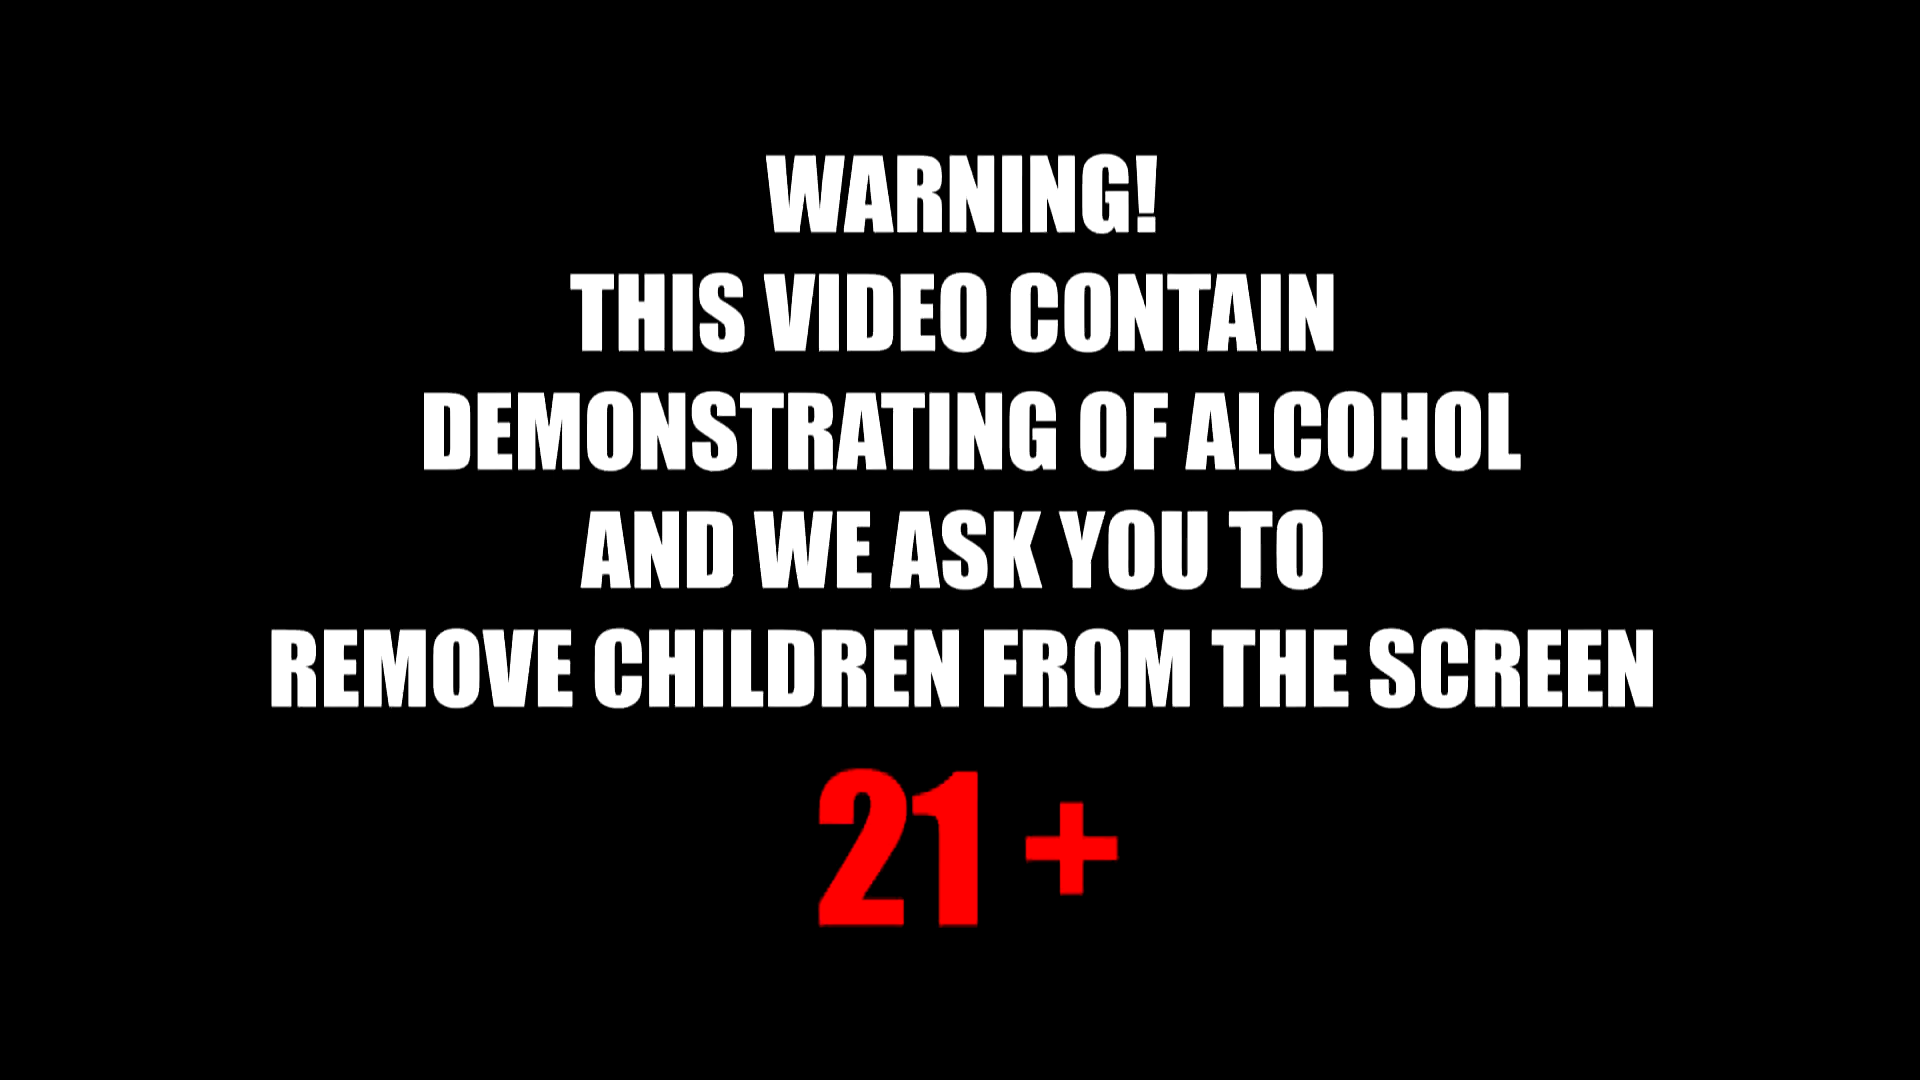 WARNING!
THIS VIDEO CONTAIN
DEMONSTRATING OF ALCOHOL
AND WE ASK YOU TO
REMOVE CHILDREN FROM THE SCREEN
21 +